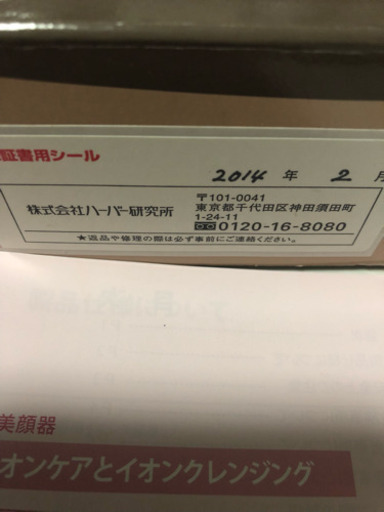 証書用シール
2014 年 2 月
株式会社ハーバー研究所
〒101-0041
東京都千代田区神田須田町
1-24-11
0120-16-8080
★返品や修理の際は必ず事前にご連絡ください。
美顔器
オンケアとイオンクレンジング